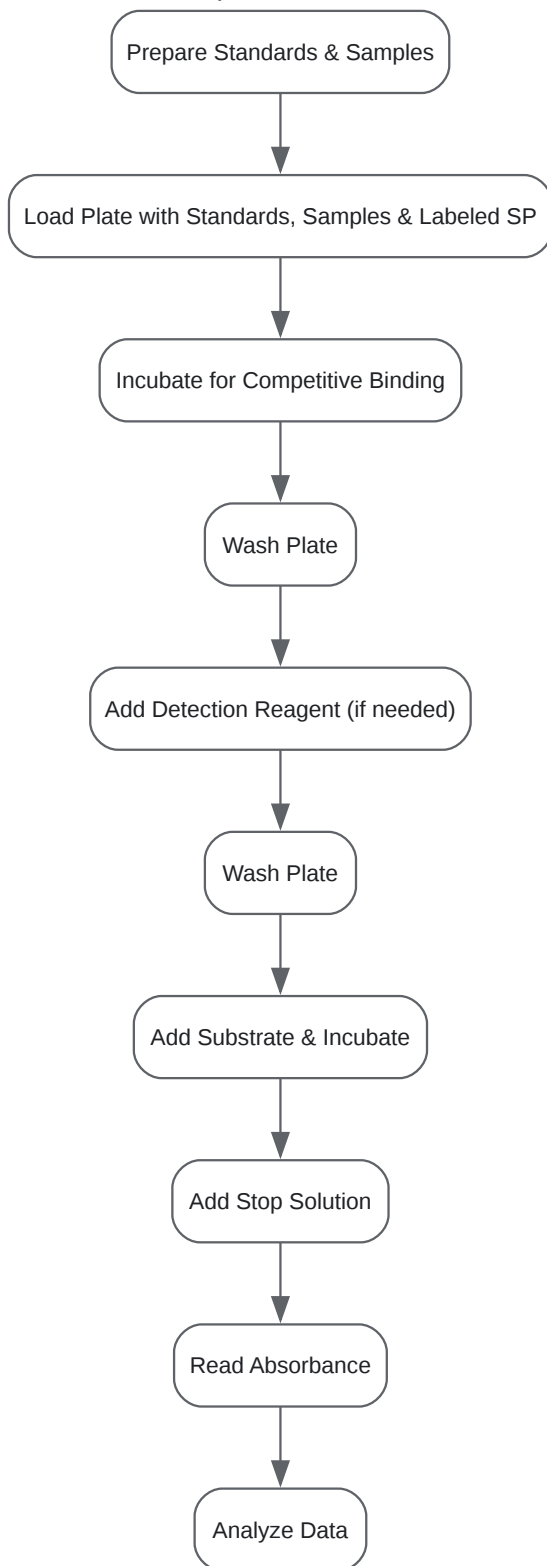 Prepare Standards & Samples
Load Plate with Standards, Samples & Labeled SP
Incubate for Competitive Binding
Wash Plate
Add Detection Reagent (if needed)
Wash Plate
Add Substrate & Incubate
Add Stop Solution
Read Absorbance
Analyze Data